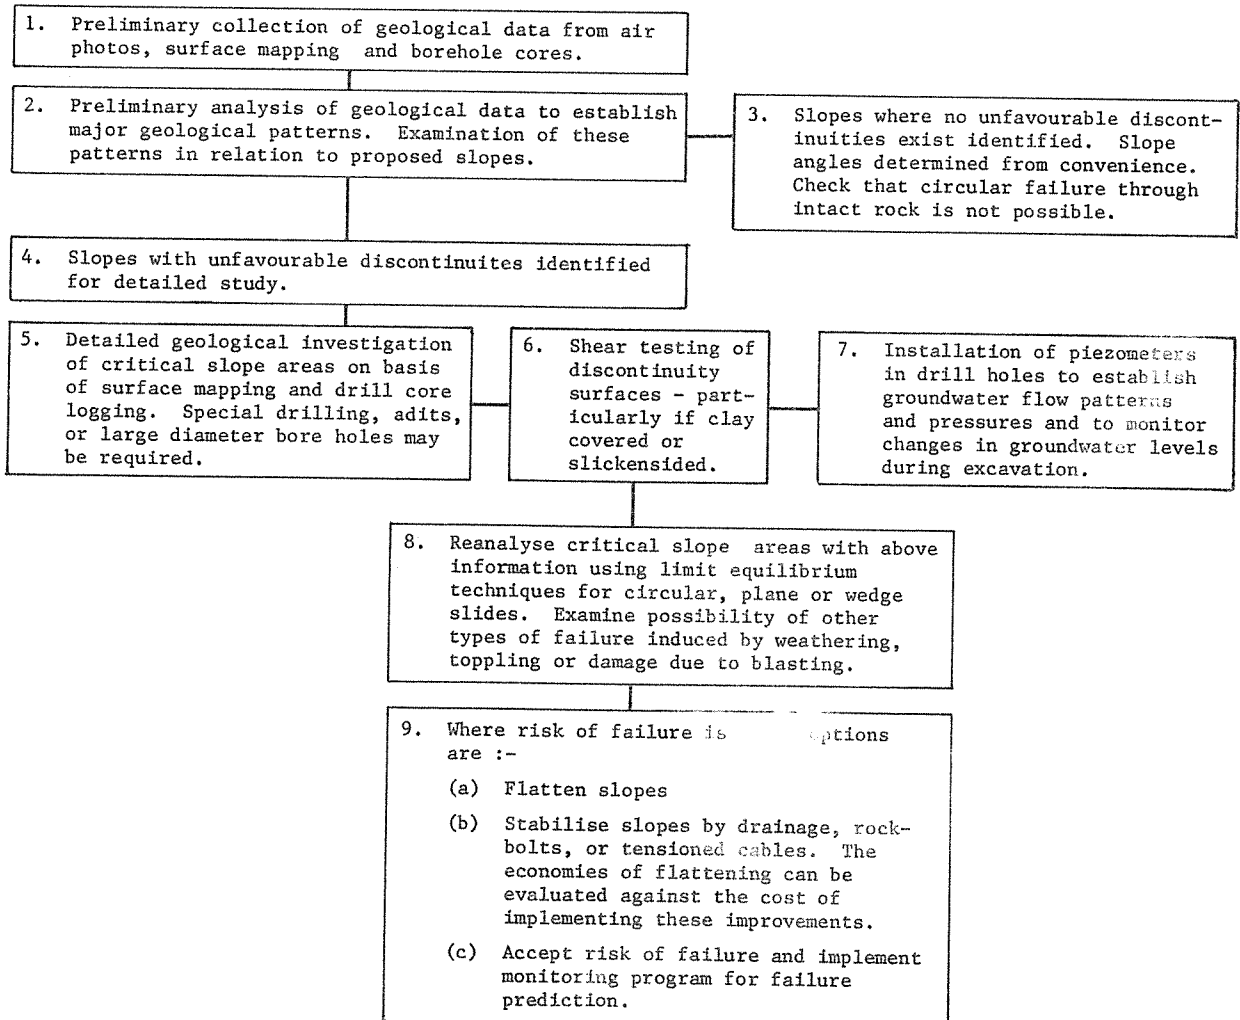 1. Preliminary collection of geological data from air
photos, surface mapping and borehole cores.
2. Preliminary analysis of geological data to establish
major geological patterns. Examination of these
patterns in relation to proposed slopes.
3. Slopes where no unfavourable discont-
inuities exist identified. Slope
angles determined from convenience.
Check that circular failure through
intact rock is not possible.
4. Slopes with unfavourable discontinuites identified
for detailed study.
5. Detailed geological investigation
of critical slope areas on basis
of surface mapping and drill core
logging. Special drilling, adits,
or large diameter bore holes may
be required.
6. Shear testing of
discontinuity
surfaces - part-
icularly if clay
covered or
slickensided.
7. Installation of piezometers
in drill holes to establish
groundwater flow patterns
and pressures and to monitor
changes in groundwater levels
during excavation.
8. Reanalyse critical slope areas with above
information using limit equilibrium
techniques for circular, plane or wedge
slides. Examine possibility of other
types of failure induced by weathering,
toppling or damage due to blasting.
9. Where risk of failure is
are :-
(a) Flatten slopes
(b) Stabilise slopes by drainage, rock-
bolts, or tensioned cables. The
economies of flattening can be
evaluated against the cost of
implementing these improvements.
(c) Accept risk of failure and implement
monitoring program for failure
prediction.